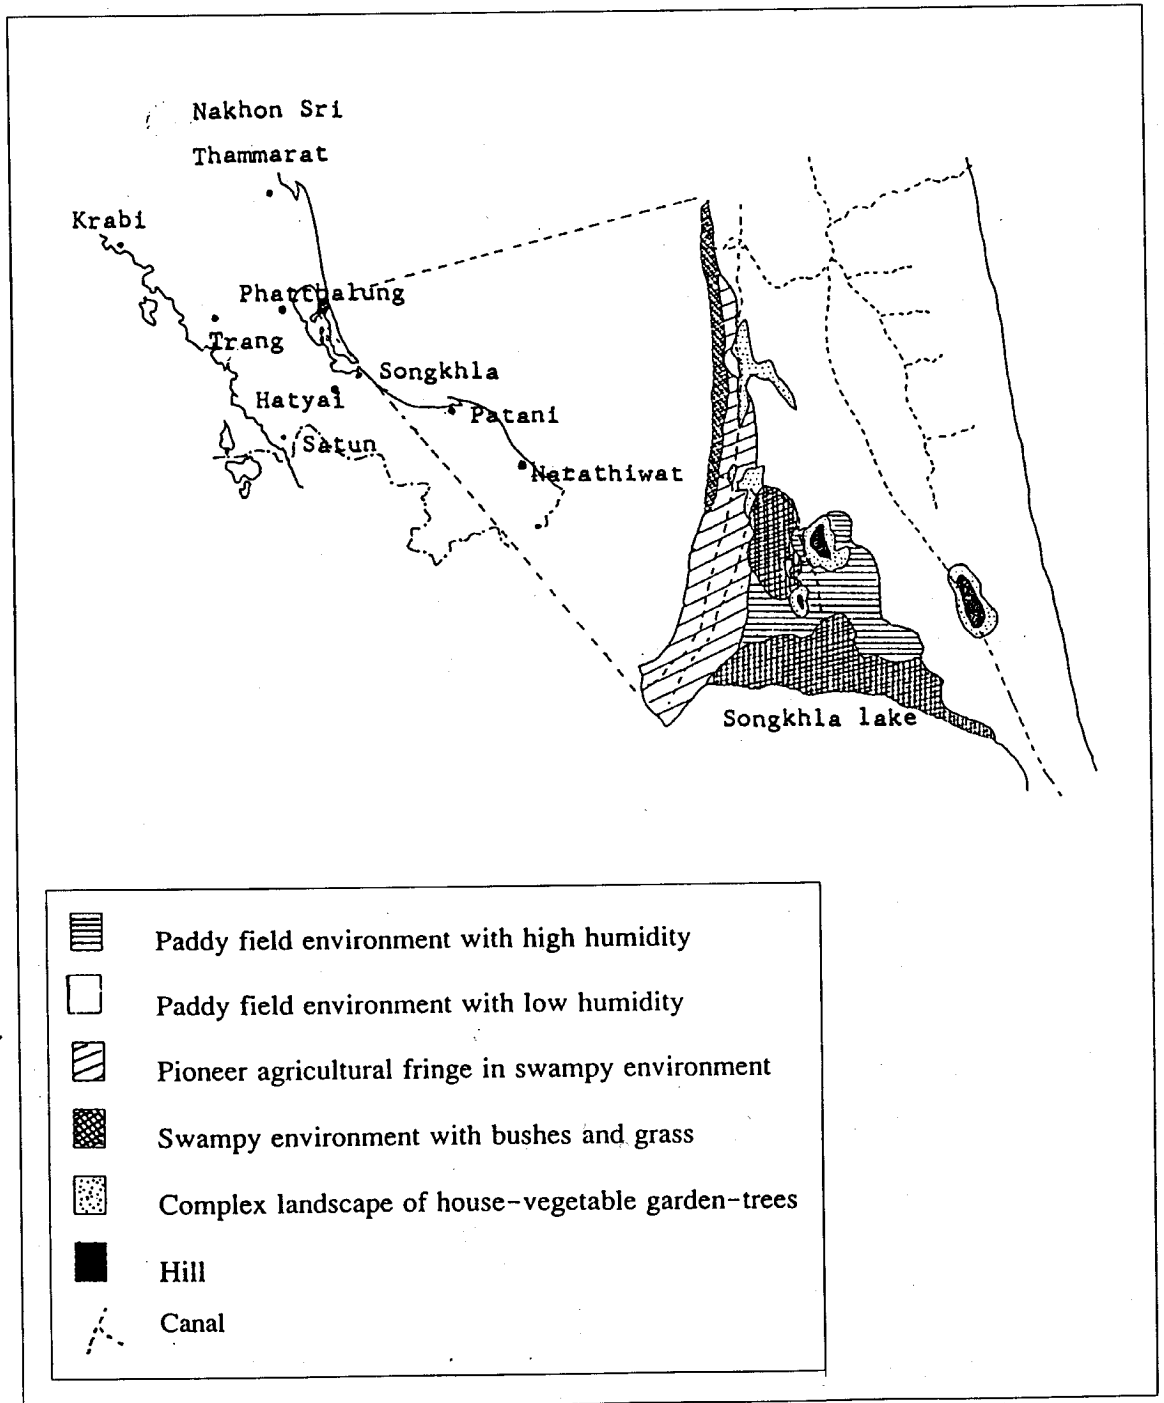 Nakhon Sri
Thammarat
Krabi
Phatthalung
Trang
Songkhla
Hatyai
Patani
Satun
Narathiwat
Songkhla lake
Paddy field environment with high humidity
Paddy field environment with low humidity
Pioneer agricultural fringe in swampy environment
Swampy environment with bushes and grass
Complex landscape of house-vegetable garden-trees
Hill
Canal